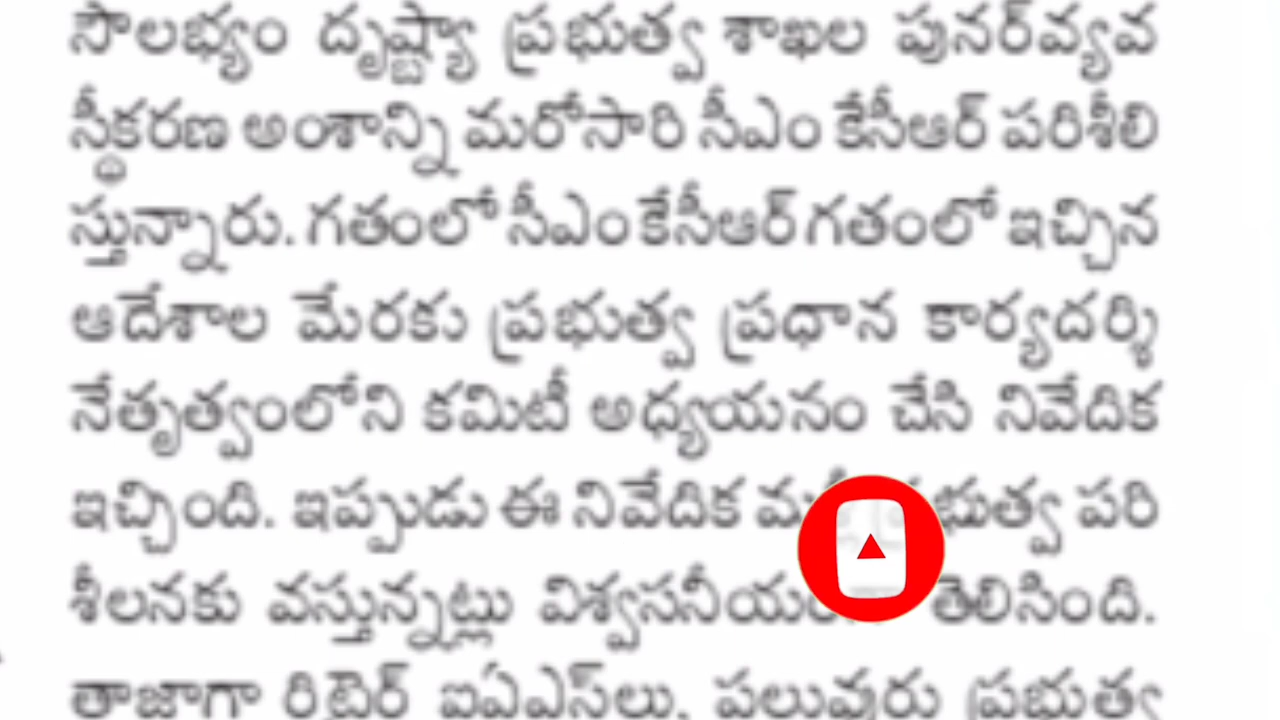 సౌలభ్యం దృష్ట్యా ప్రభుత్వ శాఖల పునర్‌వ్యవ
స్థీకరణ అంశాన్ని మరోసారి సీఎం కేసీఆర్ పరిశీలి
స్తున్నారు. గతంలో సీఎం కేసీఆర్ గతంలో ఇచ్చిన
ఆదేశాల మేరకు ప్రభుత్వ ప్రధాన కార్యదర్శి
నేతృత్వంలోని కమిటీ అధ్యయనం చేసి నివేదిక
ఇచ్చింది. ఇప్పుడు ఈ నివేదిక ప్రభుత్వ పరి
శీలనకు వస్తున్నట్లు తెలిసింది.
తాజాగా రిటైర్ ఐఏఎస్‌లు, పలువురు ప్రభుత్వ